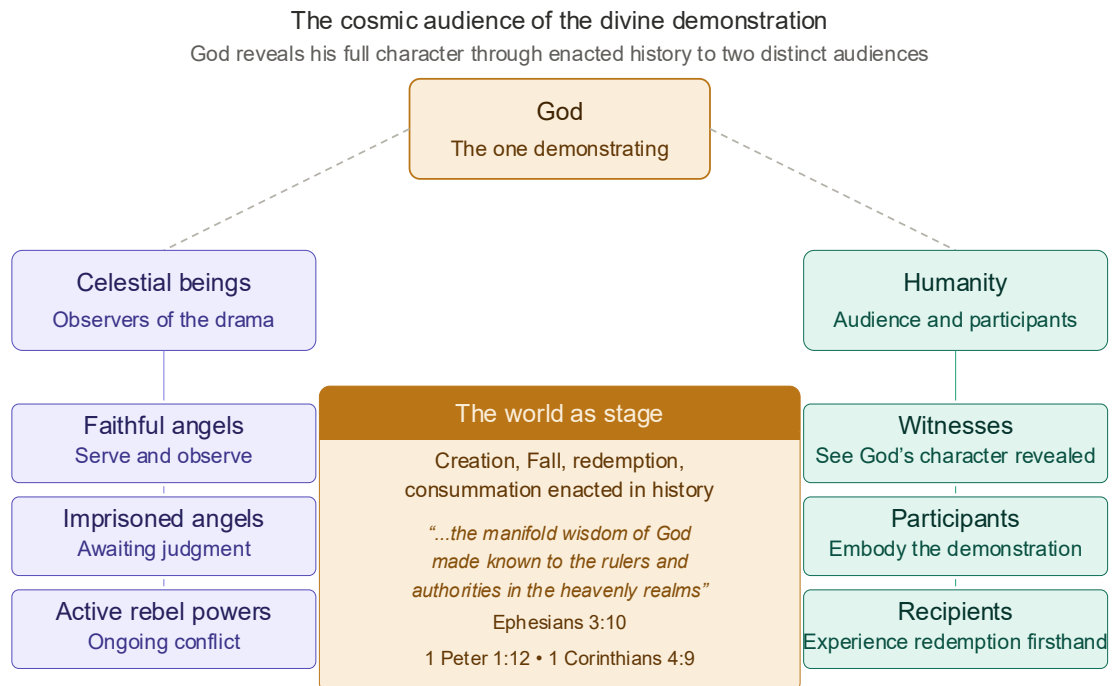 The cosmic audience of the divine demonstration
God reveals his full character through enacted history to two distinct audiences
God
The one demonstrating
Celestial beings
Observers of the drama
Humanity
Audience and participants
Faithful angels
Serve and observe
Imprisoned angels
Awaiting judgment
Active rebel powers
Ongoing conflict
The world as stage
Creation, Fall, redemption,
consummation enacted in history
“...the manifold wisdom of God
made known to the rulers and
authorities in the heavenly realms”
Ephesians 3:10
1 Peter 1:12 • 1 Corinthians 4:9
Witnesses
See God’s character revealed
Participants
Embody the demonstration
Recipients
Experience redemption firsthand